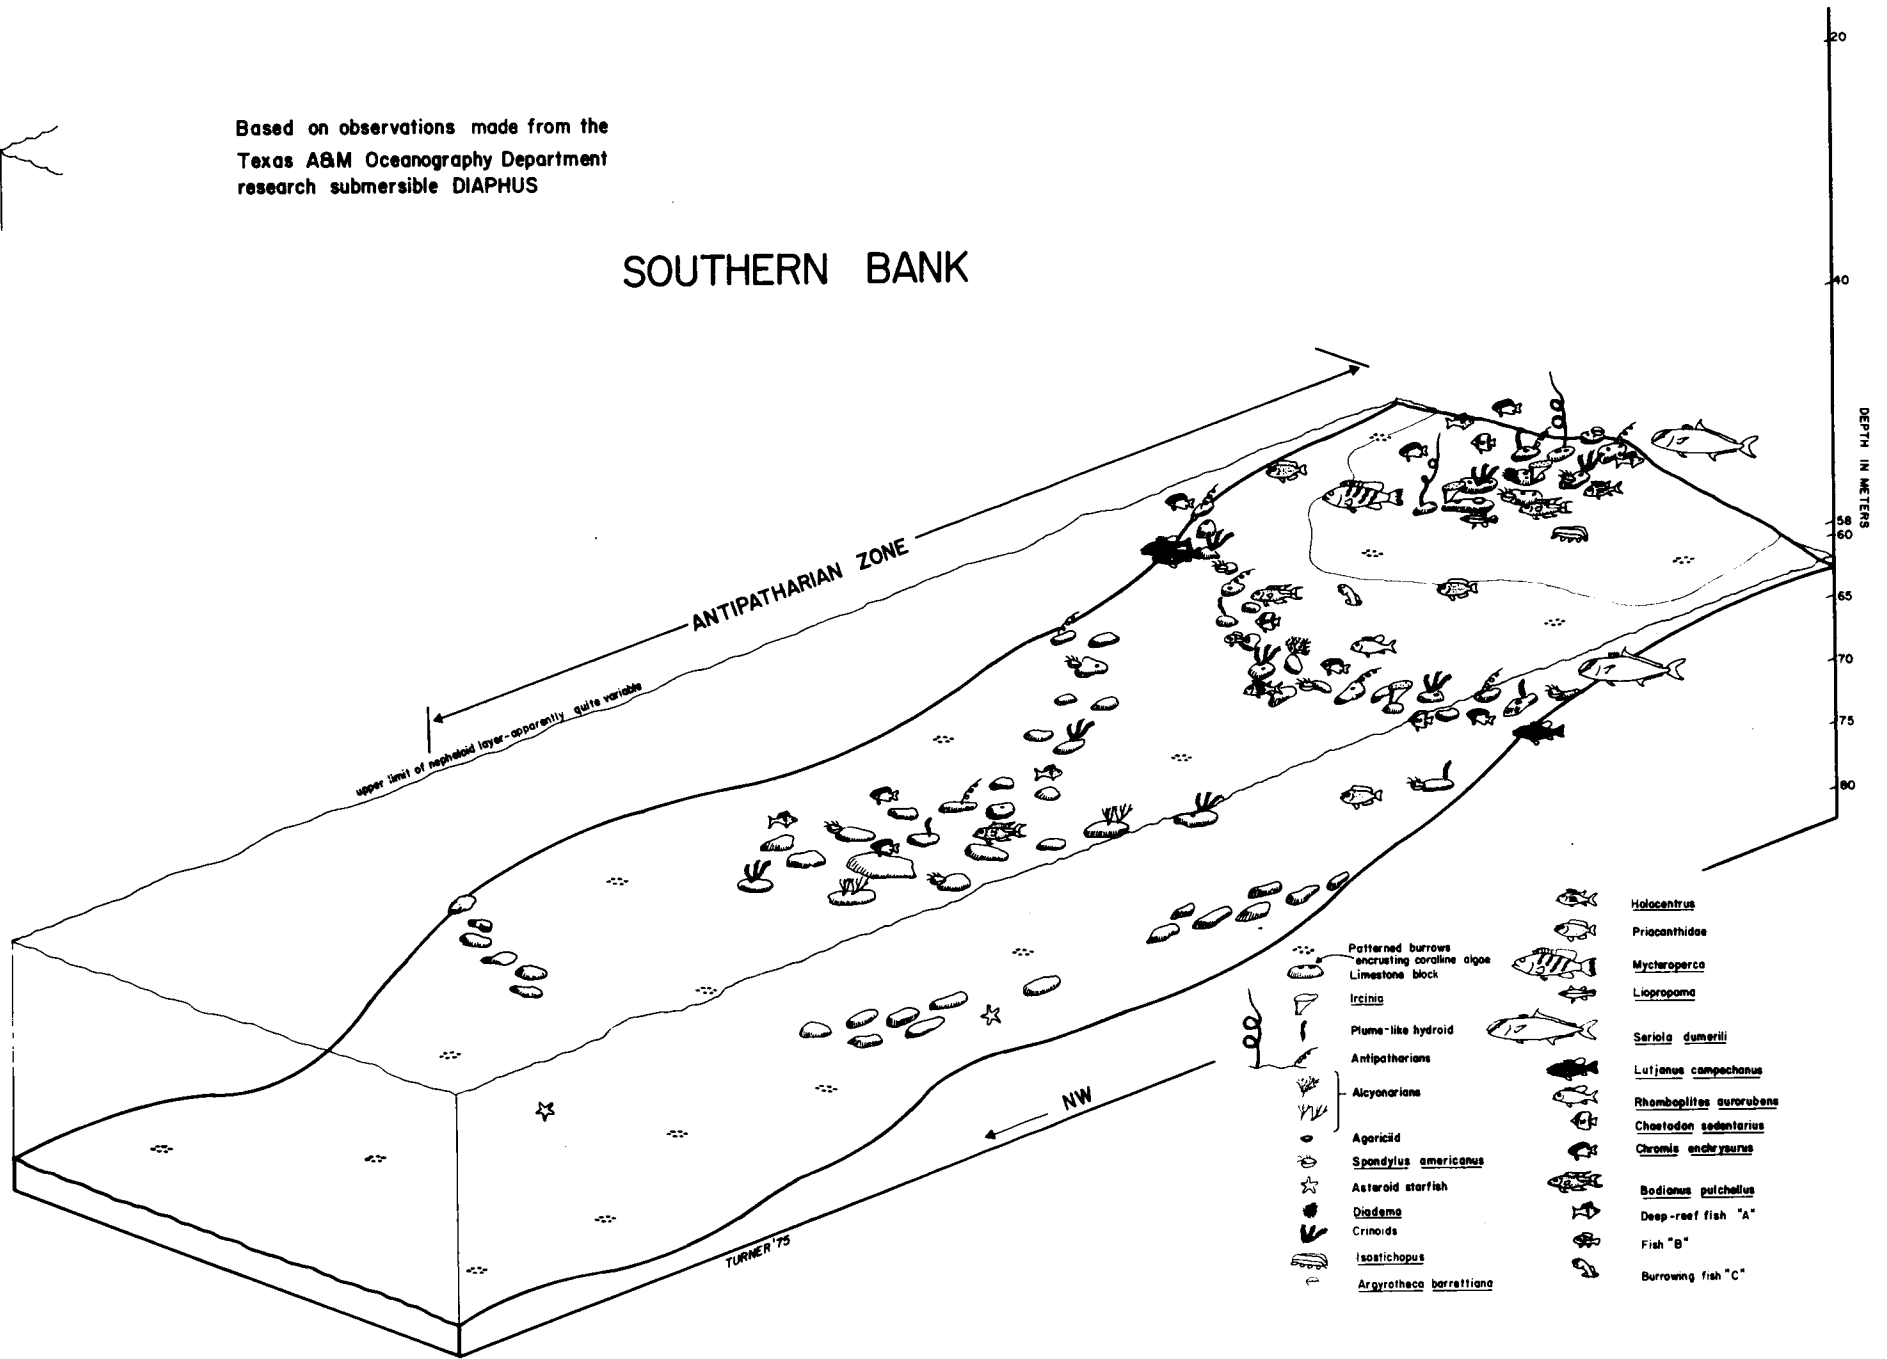 Based on observations made from the
Texas A&M Oceanography Department
research submersible DIAPHUS
SOUTHERN BANK
20
40
58
60
65
70
75
80
DEPTH IN METERS
ANTIPATHARIAN ZONE
upper limit of nepheloid layer-apparently quite variable
NW
TURNER '75
Patterned burrows
encrusting coralline algae
Limestone block
Ircinia
Plume-like hydroid
Antipatharians
Alcyonarians
Agariciid
Spondylus americanus
Asteroid starfish
Diadema
Crinoids
Isostichopus
Argyrotheca barrettiana
Holocentrus
Priacanthidae
Mycteroperca
Liopropoma
Seriola dumerili
Lutjanus campechanus
Rhomboplites aurorubens
Chaetodon sedentarius
Chromis enchrysurus
Bodianus pulchellus
Deep-reef fish "A"
Fish "B"
Burrowing fish "C"